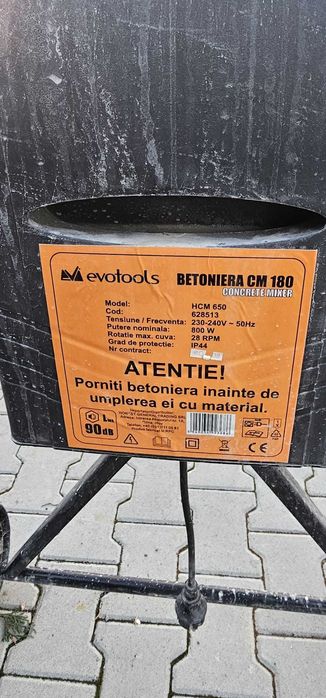 evotools
BETONIERA CM 180
CONCRETE MIXER
Model: HCM 650
Cod: 628513
Tensiune / Frecventa: 230-240V ~ 50Hz
Putere nominala: 800 W
Rotatie max. cuva: 28 RPM
Grad de protectie: IP44
Nr contract:
ATENTIE!
Porniti betoniera inainte de
umplerea ei cu material.
90dB